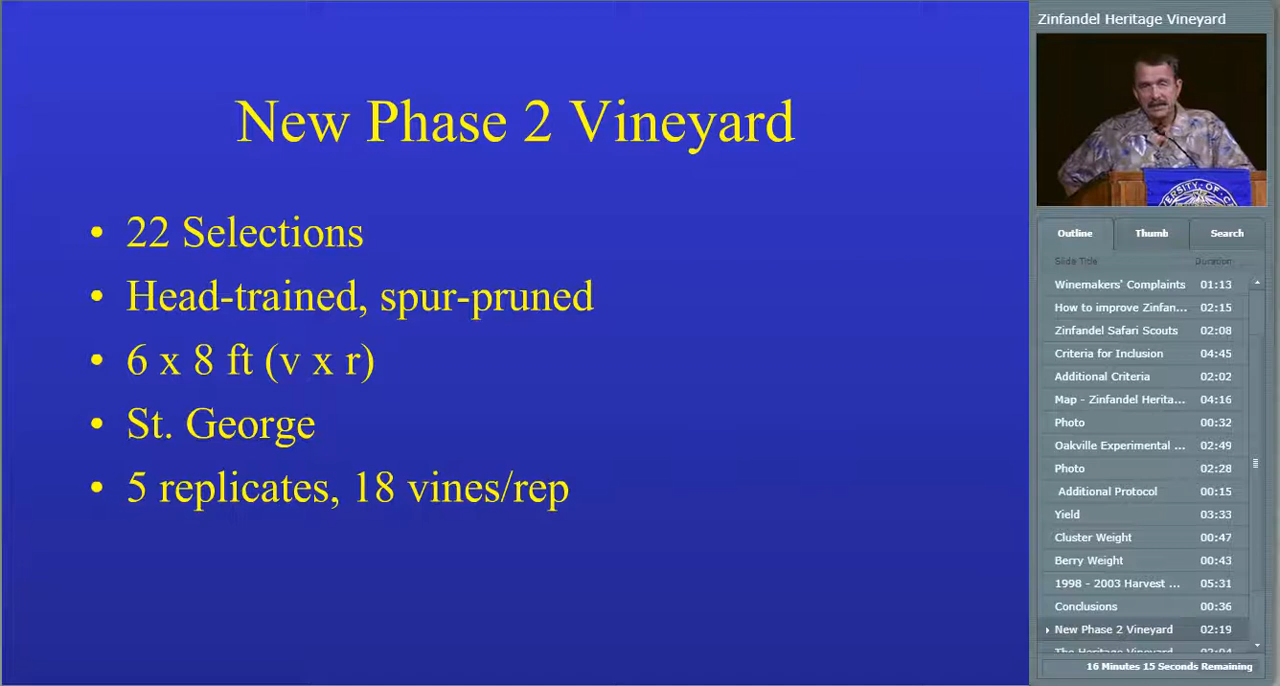 New Phase 2 Vineyard
• 22 Selections
• Head-trained, spur-pruned
• 6 x 8 ft (v x r)
• St. George
• 5 replicates, 18 vines/rep
Zinfandel Heritage Vineyard
Outline Thumb Search
Slide Title Duration
Winemakers' Complaints 01:13
How to improve Zinfan... 02:15
Zinfandel Safari Scouts 02:08
Criteria for Inclusion 04:45
Additional Criteria 02:02
Map - Zinfandel Herita... 04:16
Photo 00:32
Oakville Experimental ... 02:49
Photo 02:28
Additional Protocol 00:15
Yield 03:33
Cluster Weight 00:47
Berry Weight 00:43
1998 - 2003 Harvest ... 05:31
Conclusions 00:36
New Phase 2 Vineyard 02:19
The Heritage Vineyard 02:04
16 Minutes 15 Seconds Remaining